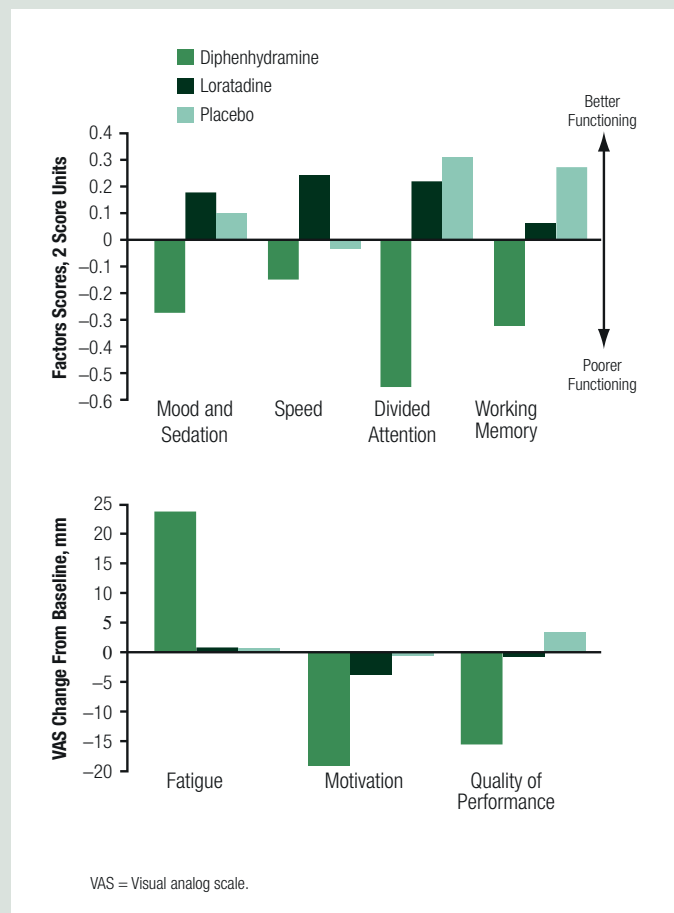 Diphenhydramine
Loratadine
Placebo
Better
Functioning
Factors Scores, 2 Score Units
0.4
0.3
0.2
0.1
0
–0.1
–0.2
–0.3
–0.4
–0.5
–0.6
Poorer
Functioning
Mood and
Sedation
Speed
Divided
Attention
Working
Memory
VAS Change From Baseline, mm
25
20
15
10
5
0
–5
–10
–15
–20
Fatigue
Motivation
Quality of
Performance
VAS = Visual analog scale.